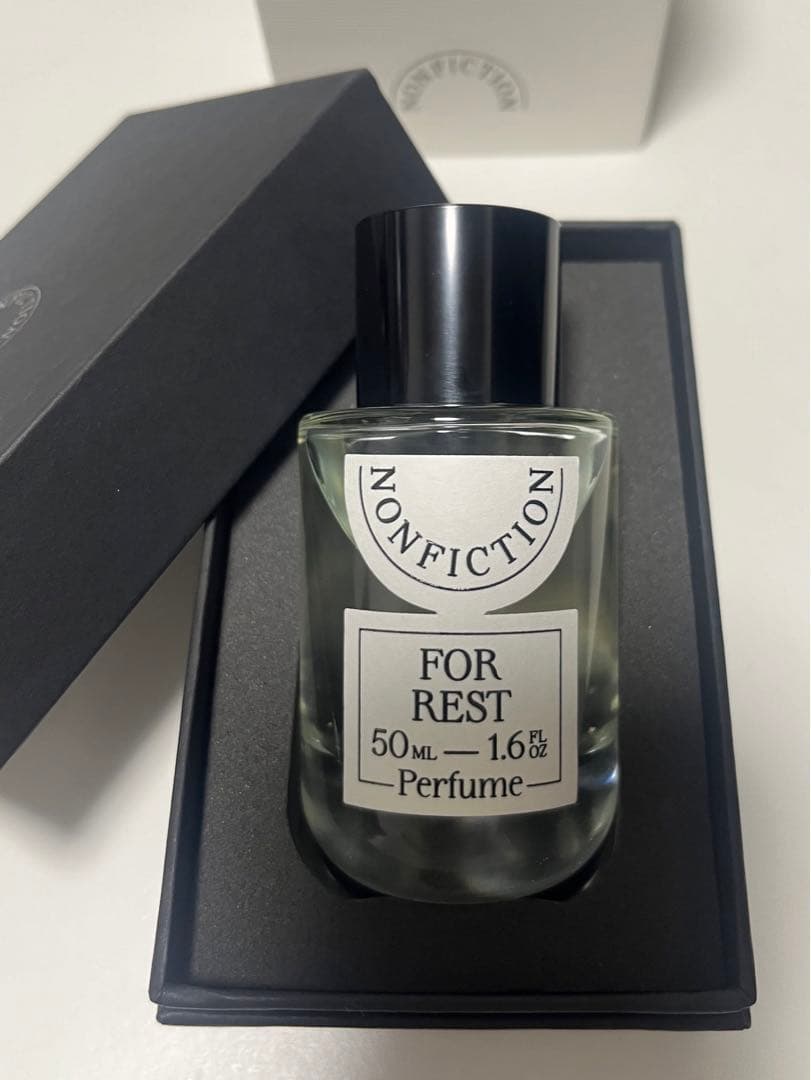 NONFICTION
NONFICTION
FOR
REST
50ML — 1.6 FL OZ
Perfume